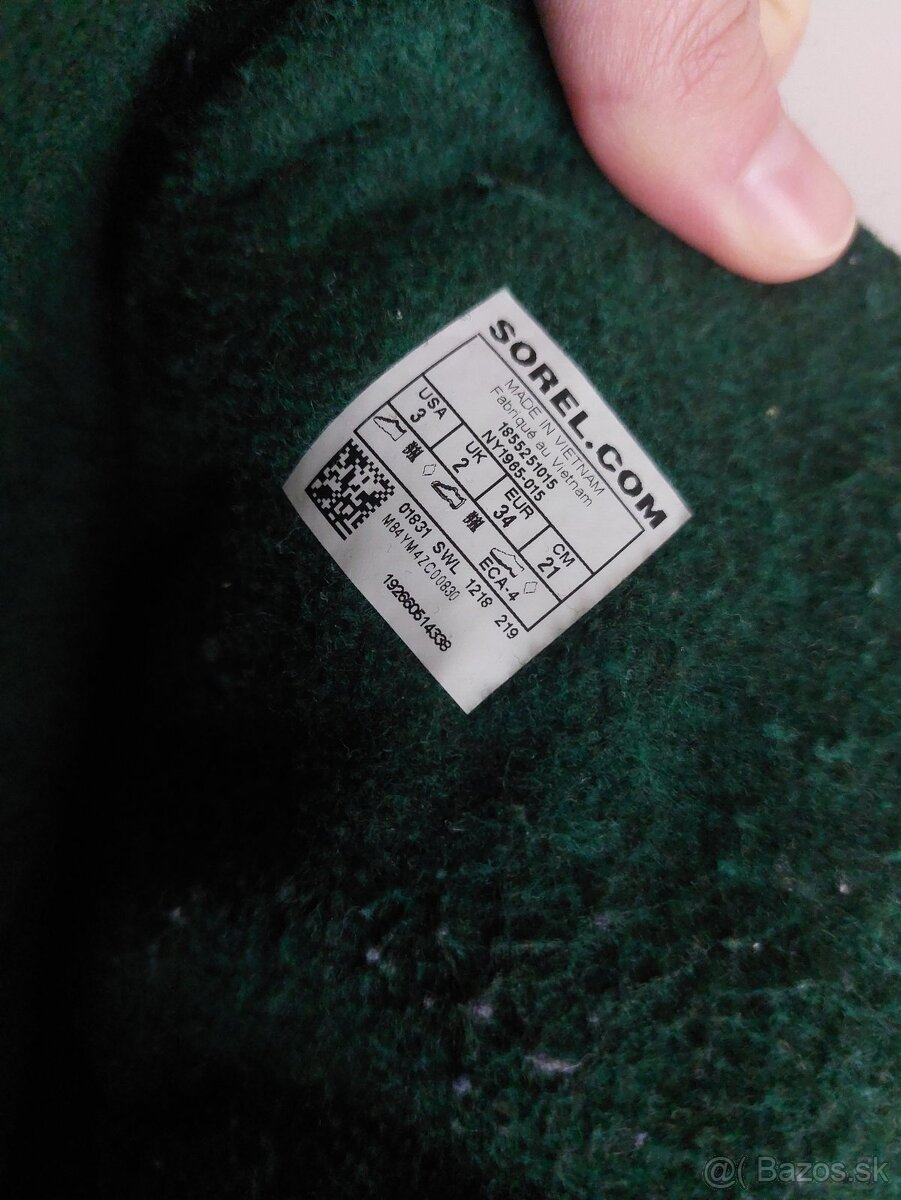 SOREL.COM
MADE IN VIETNAM
Fabriqué au Vietnam
1855251015
NY1965-015
USA UK EUR CM
3 2 34 21
ECA-4
01831 SWL 1218 219
M84YM4ZC00830
192660514338
@( Bazos.sk